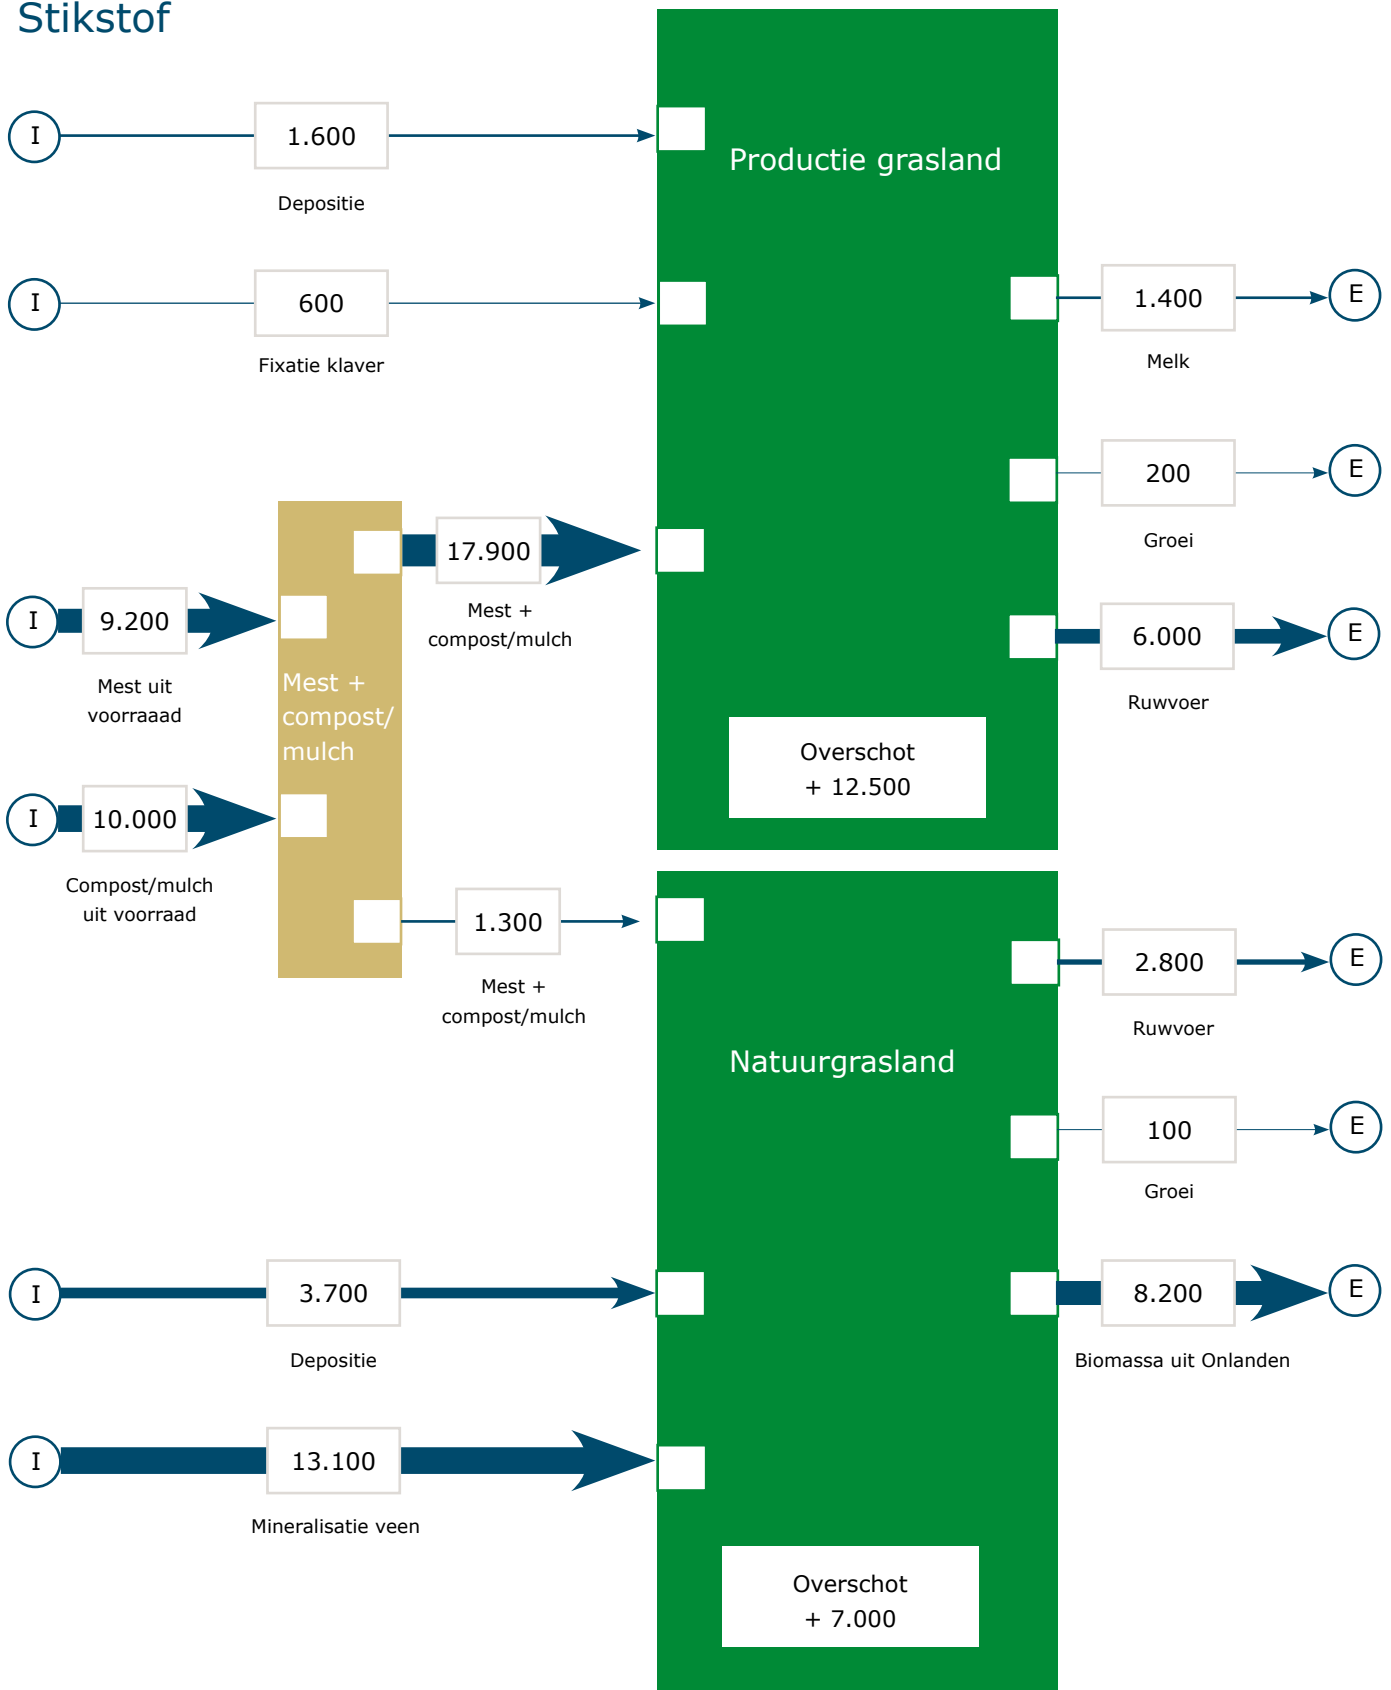 Stikstof
I
1.600
Depositie
Productie grasland
I
600
Fixatie klaver
1.400
E
Melk
200
E
Groei
17.900
Mest +
compost/mulch
I
9.200
Mest uit
voorraaad
6.000
E
Ruwvoer
Mest +
compost/
mulch
Overschot
+ 12.500
I
10.000
Compost/mulch
uit voorraad
1.300
Mest +
compost/mulch
2.800
E
Ruwvoer
Natuurgrasland
100
E
Groei
I
3.700
Depositie
8.200
E
Biomassa uit Onlanden
I
13.100
Mineralisatie veen
Overschot
+ 7.000